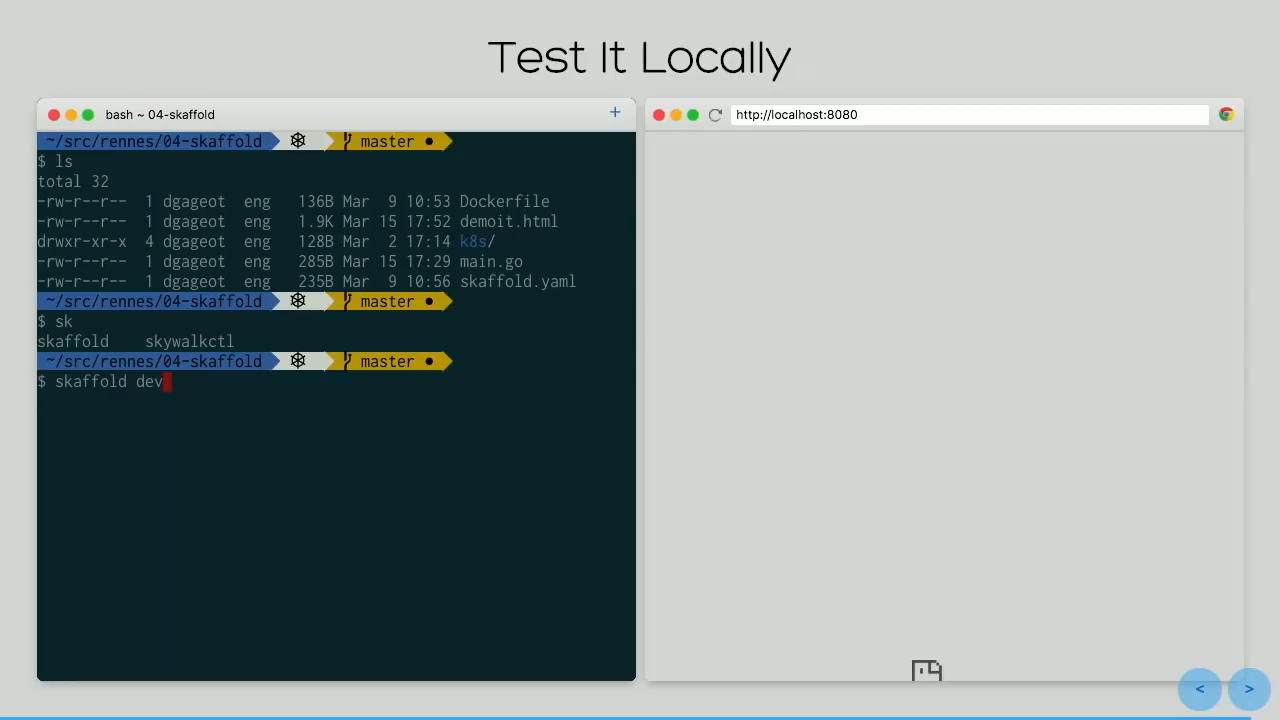 Test It Locally
bash ~ 04-skaffold
+
~/src/rennes/04-skaffold master ●
$ ls
total 32
-rw-r--r-- 1 dgageot eng 136B Mar 9 10:53 Dockerfile
-rw-r--r-- 1 dgageot eng 1.9K Mar 15 17:52 demoit.html
drwxr-xr-x 4 dgageot eng 128B Mar 2 17:14 k8s/
-rw-r--r-- 1 dgageot eng 285B Mar 15 17:29 main.go
-rw-r--r-- 1 dgageot eng 235B Mar 9 10:56 skaffold.yaml
~/src/rennes/04-skaffold master ●
$ sk
skaffold skywalkctl
~/src/rennes/04-skaffold master ●
$ skaffold dev
http://localhost:8080
< >